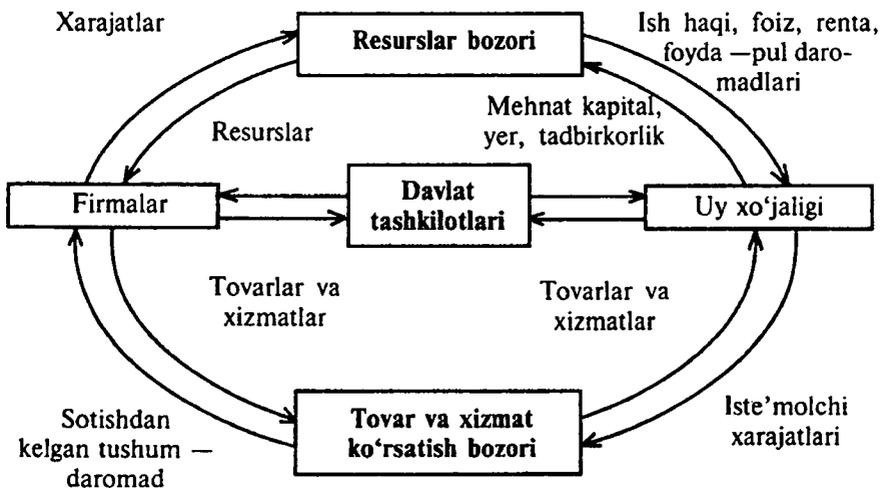 Xarajatlar
Resurslar bozori
Ish haqi, foiz, renta,
foyda —pul daro-
madlari
Resurslar
Mehnat kapital,
yer, tadbirkorlik
Firmalar
Davlat
tashkilotlari
Uy xo‘jaligi
Tovarlar va
xizmatlar
Tovarlar va
xizmatlar
Sotishdan
kelgan tushum —
daromad
Tovar va xizmat
ko‘rsatish bozori
Iste’molchi
xarajatlari